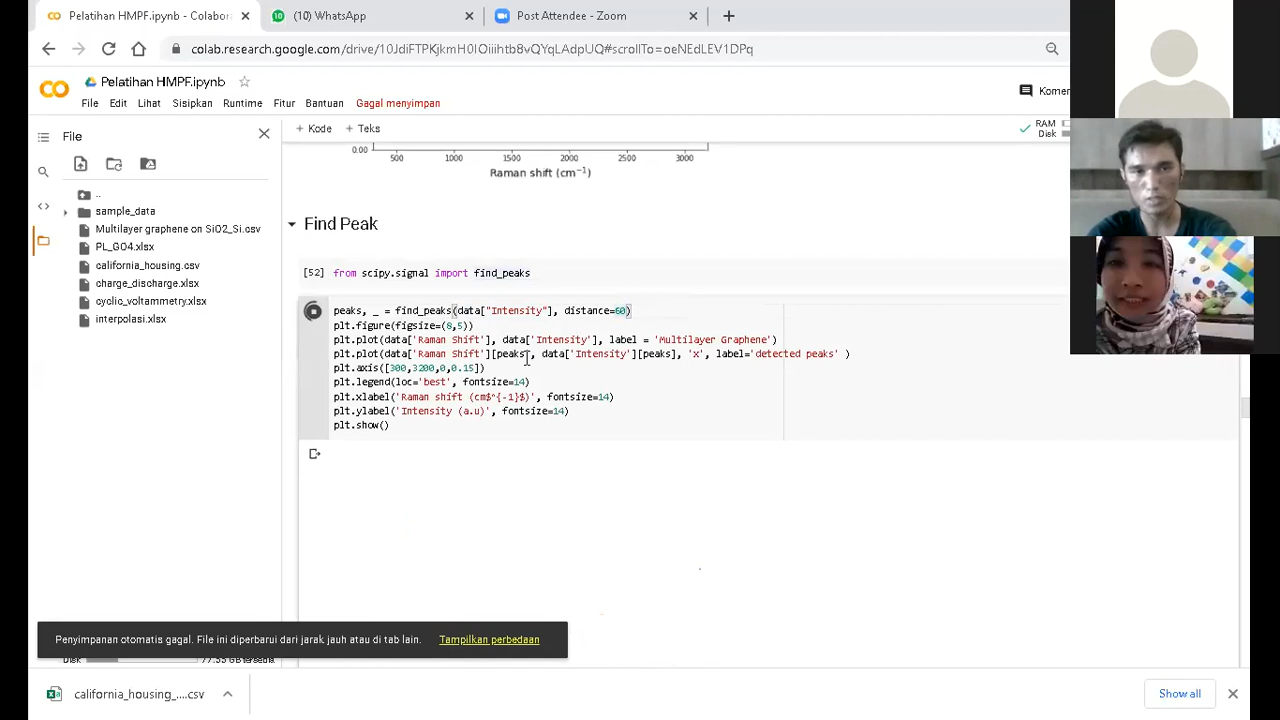 Pelatihan HMPF.ipynb - Colabora
(10) WhatsApp
Post Attendee - Zoom
colab.research.google.com/drive/10JdiFTPKjkmH0IOiiihtb8vQYqLAdpUQ#scrollTo=oeNEdLEV1DPq
Pelatihan HMPF.ipynb
File Edit Lihat Sisipkan Runtime Fitur Bantuan Gagal menyimpan
Komen
File
+ Kode + Teks
RAM
Disk
..
sample_data
Multilayer graphene on SiO2_Si.csv
PL_GO4.xlsx
california_housing.csv
charge_discharge.xlsx
cyclic_voltammetry.xlsx
interpolasi.xlsx
0.00
500 1000 1500 2000 2500 3000
Raman shift (cm⁻¹)
Find Peak
[52] from scipy.signal import find_peaks
peaks, _ = find_peaks(data["Intensity"], distance=60)
plt.figure(figsize=(8,5))
plt.plot(data['Raman Shift'], data['Intensity'], label = 'Multilayer Graphene')
plt.plot(data['Raman Shift'][peaks], data['Intensity'][peaks], 'x', label='detected peaks' )
plt.axis([300,3200,0,0.15])
plt.legend(loc='best', fontsize=14)
plt.xlabel('Raman shift (cm$^{-1}$)', fontsize=14)
plt.ylabel('Intensity (a.u)', fontsize=14)
plt.show()
Penyimpanan otomatis gagal. File ini diperbarui dari jarak jauh atau di tab lain. Tampilkan perbedaan
Disk
california_housing_....csv
Show all